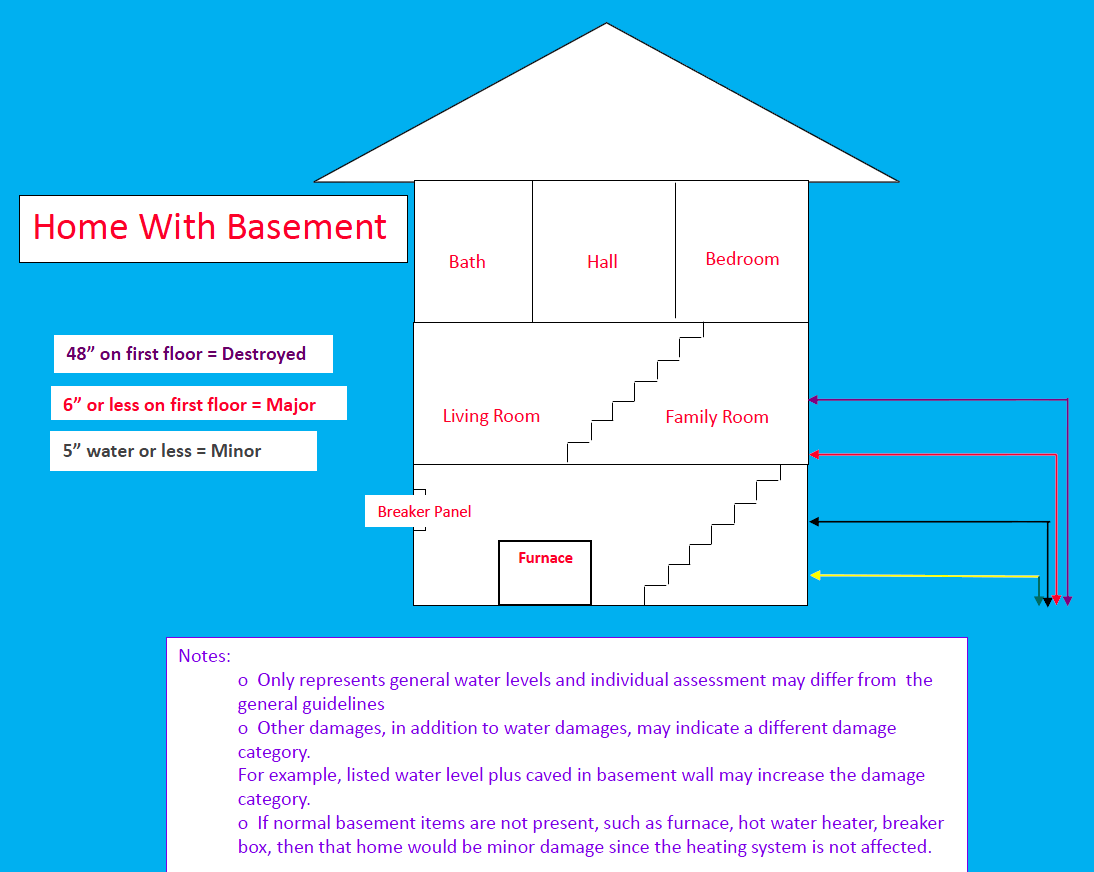 Home With Basement
Bath
Hall
Bedroom
48” on first floor = Destroyed
6” or less on first floor = Major
5” water or less = Minor
Living Room
Family Room
Breaker Panel
Furnace
Notes:
o Only represents general water levels and individual assessment may differ from the
general guidelines
o Other damages, in addition to water damages, may indicate a different damage
category.
For example, listed water level plus caved in basement wall may increase the damage
category.
o If normal basement items are not present, such as furnace, hot water heater, breaker
box, then that home would be minor damage since the heating system is not affected.